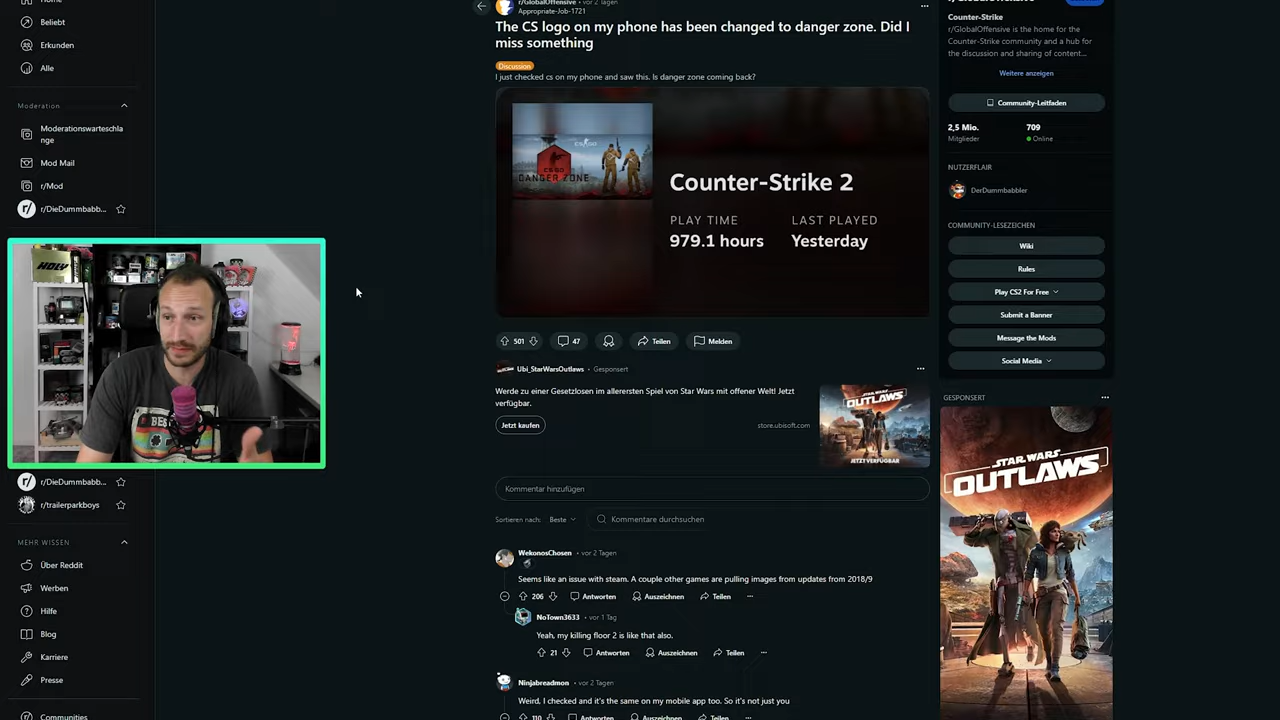 Home
Beliebt
Erkunden
Alle
Moderation
Moderationswarteschla
nge
Mod Mail
r/Mod
r/DieDummbabb...
HOLY
BES
r/DieDummbabb...
r/trailerparkboys
MEHR WISSEN
Über Reddit
Werben
Hilfe
Blog
Karriere
Presse
Communities
r/GlobalOffensive • vor 2 Tagen
Appropriate-Job-1721
The CS logo on my phone has been changed to danger zone. Did I
miss something
Discussion
I just checked cs on my phone and saw this. Is danger zone coming back?
CS:GO
DANGER ZONE
Counter-Strike 2
PLAY TIME
LAST PLAYED
979.1 hours
Yesterday
501
47
Teilen
Melden
Ubi_StarWarsOutlaws • Gesponsert
Werde zu einer Gesetzlosen im allerersten Spiel von Star Wars mit offener Welt! Jetzt
verfügbar.
Jetzt kaufen
store.ubisoft.com
STAR WARS
OUTLAWS
JETZT VERFÜGBAR
Kommentar hinzufügen
Sortieren nach: Beste
Kommentare durchsuchen
WekonosChosen • vor 2 Tagen
Seems like an issue with steam. A couple other games are pulling images from updates from 2018/9
206 Antworten Auszeichnen Teilen ...
NoTown3633 • vor 1 Tag
Yeah, my killing floor 2 is like that also.
21 Antworten Auszeichnen Teilen ...
Ninjabreadmon • vor 2 Tagen
Weird, I checked and it's the same on my mobile app too. So it's not just you
110 Antworten Auszeichnen Teilen ...
Counter-Strike
r/GlobalOffensive is the home for the
Counter-Strike community and a hub for
the discussion and sharing of content...
Weitere anzeigen
Community-Leitfaden
2,5 Mio.
709
Mitglieder
Online
NUTZERFLAIR
DerDummbabbler
COMMUNITY-LESEZEICHEN
Wiki
Rules
Play CS2 For Free
Submit a Banner
Message the Mods
Social Media
GESPONSERT
STAR WARS
OUTLAWS